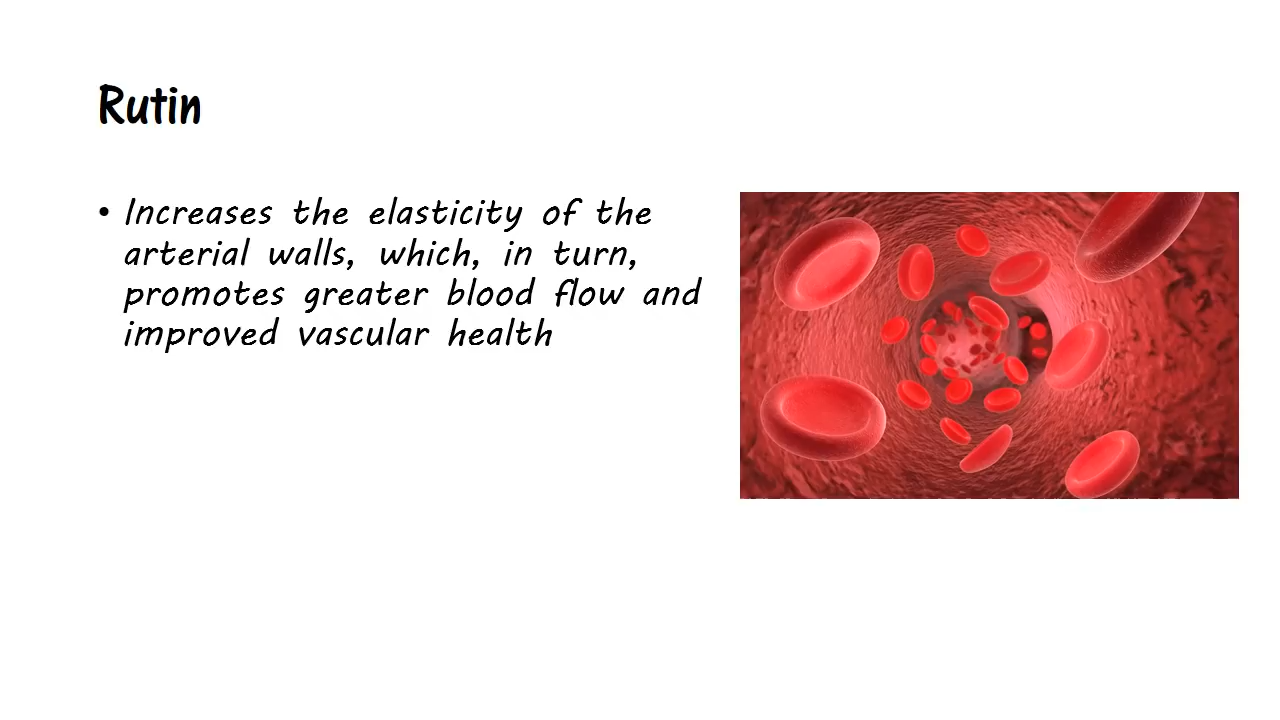 Rutin
• Increases the elasticity of the
arterial walls, which, in turn,
promotes greater blood flow and
improved vascular health